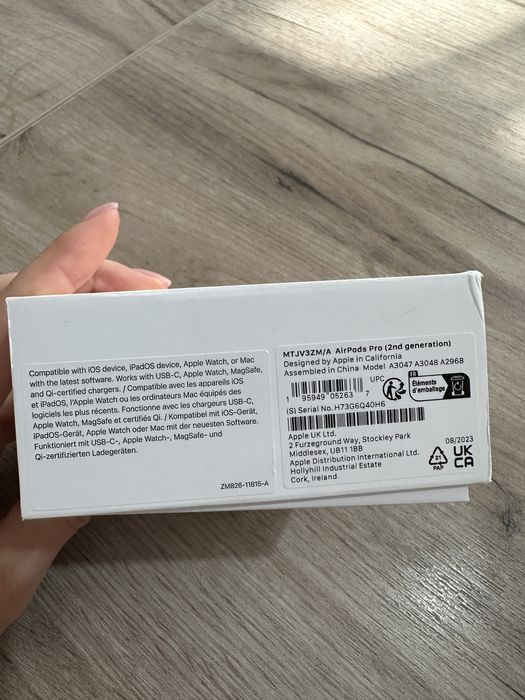 Compatible with iOS device, iPadOS device, Apple Watch, or Mac
with the latest software. Works with USB-C, Apple Watch, MagSafe,
and Qi-certified chargers. / Compatible avec les appareils iOS
et iPadOS, l'Apple Watch ou les ordinateurs Mac équipés des
logiciels les plus récents. Fonctionne avec les chargeurs USB-C,
Apple Watch, MagSafe et certifiés Qi. / Kompatibel mit iOS-Gerät,
iPadOS-Gerät, Apple Watch oder Mac mit der neuesten Software.
Funktioniert mit USB-C-, Apple Watch-, MagSafe- und
Qi-zertifizierten Ladegeräten.
ZM826-11815-A
MTJV3ZM/A AirPods Pro (2nd generation)
Designed by Apple in California
Assembled in China Model A3047 A3048 A2968
UPC
1 95949 05263 7
FR
Éléments
d'emballage
(S) Serial No. H73G6Q40H6
Apple UK Ltd.
2 Furzeground Way, Stockley Park
Middlesex, UB11 1BB
Apple Distribution International Ltd.
Hollyhill Industrial Estate
Cork, Ireland
08/2023
21
PAP
UK
CA